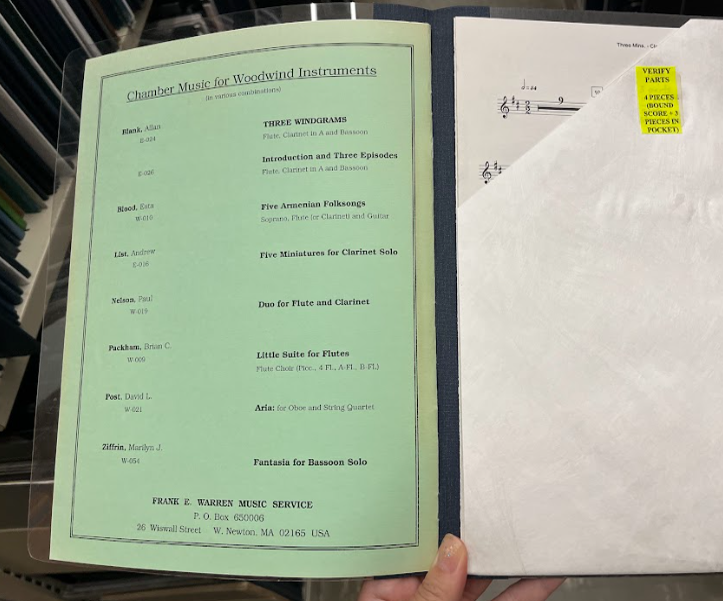 Chamber Music for Woodwind Instruments
(in various combinations)
Blank, Allan
E-024
THREE WINDGRAMS
Flute, Clarinet in A and Bassoon
E-026
Introduction and Three Episodes
Flute, Clarinet in A and Bassoon
Blood, Esta
W-010
Five Armenian Folksongs
Soprano, Flute (or Clarinet) and Guitar
List, Andrew
Five Miniatures for Clarinet Solo
Nelson, Paul
W-019
Duo for Flute and Clarinet
Packham, Brian C.
W-009
Little Suite for Flutes
Flute Choir (Picc., 4 Fl., A-Fl., B-Fl.)
Post, David L.
W-021
Aria: for Oboe and String Quartet
Ziffrin, Marilyn J.
W-054
Fantasia for Bassoon Solo
FRANK E. WARREN MUSIC SERVICE
P. O. Box 650006
26 Wiswall Street W. Newton, MA 02165 USA
Three Mins.
9
VERIFY
PARTS
4 PIECES
(BOUND
SCORE + 3
PIECES IN
POCKET)